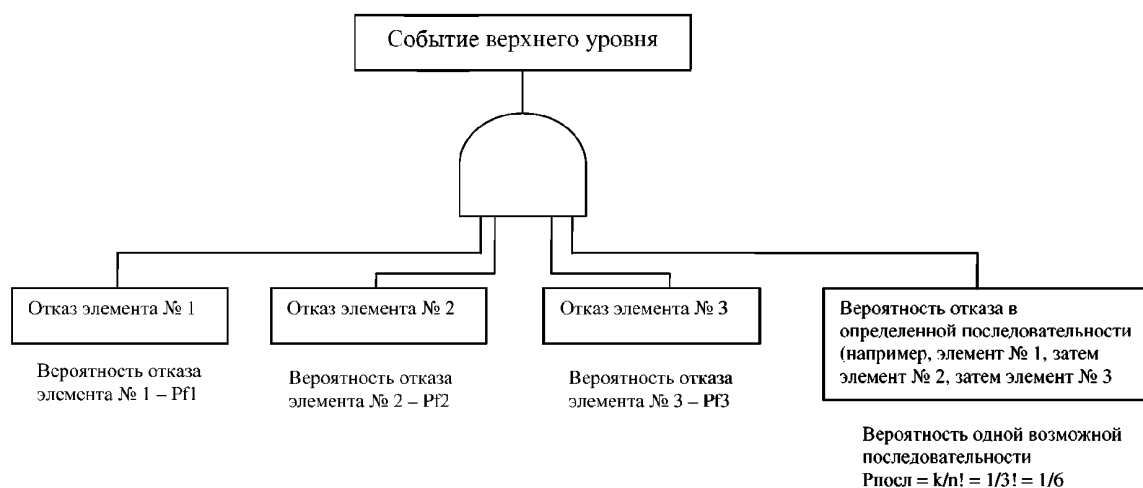 Событие верхнего уровня
Отказ элемента № 1
Отказ элемента № 2
Отказ элемента № 3
Вероятность отказа в
определенной последовательности
(например, элемент № 1, затем
элемент № 2, затем элемент № 3
Вероятность отказа
элемента № 1 – Pf1
Вероятность отказа
элемента № 2 – Pf2
Вероятность отказа
элемента № 3 – Pf3
Вероятность одной возможной
последовательности
Pпосл = k/n! = 1/3! = 1/6